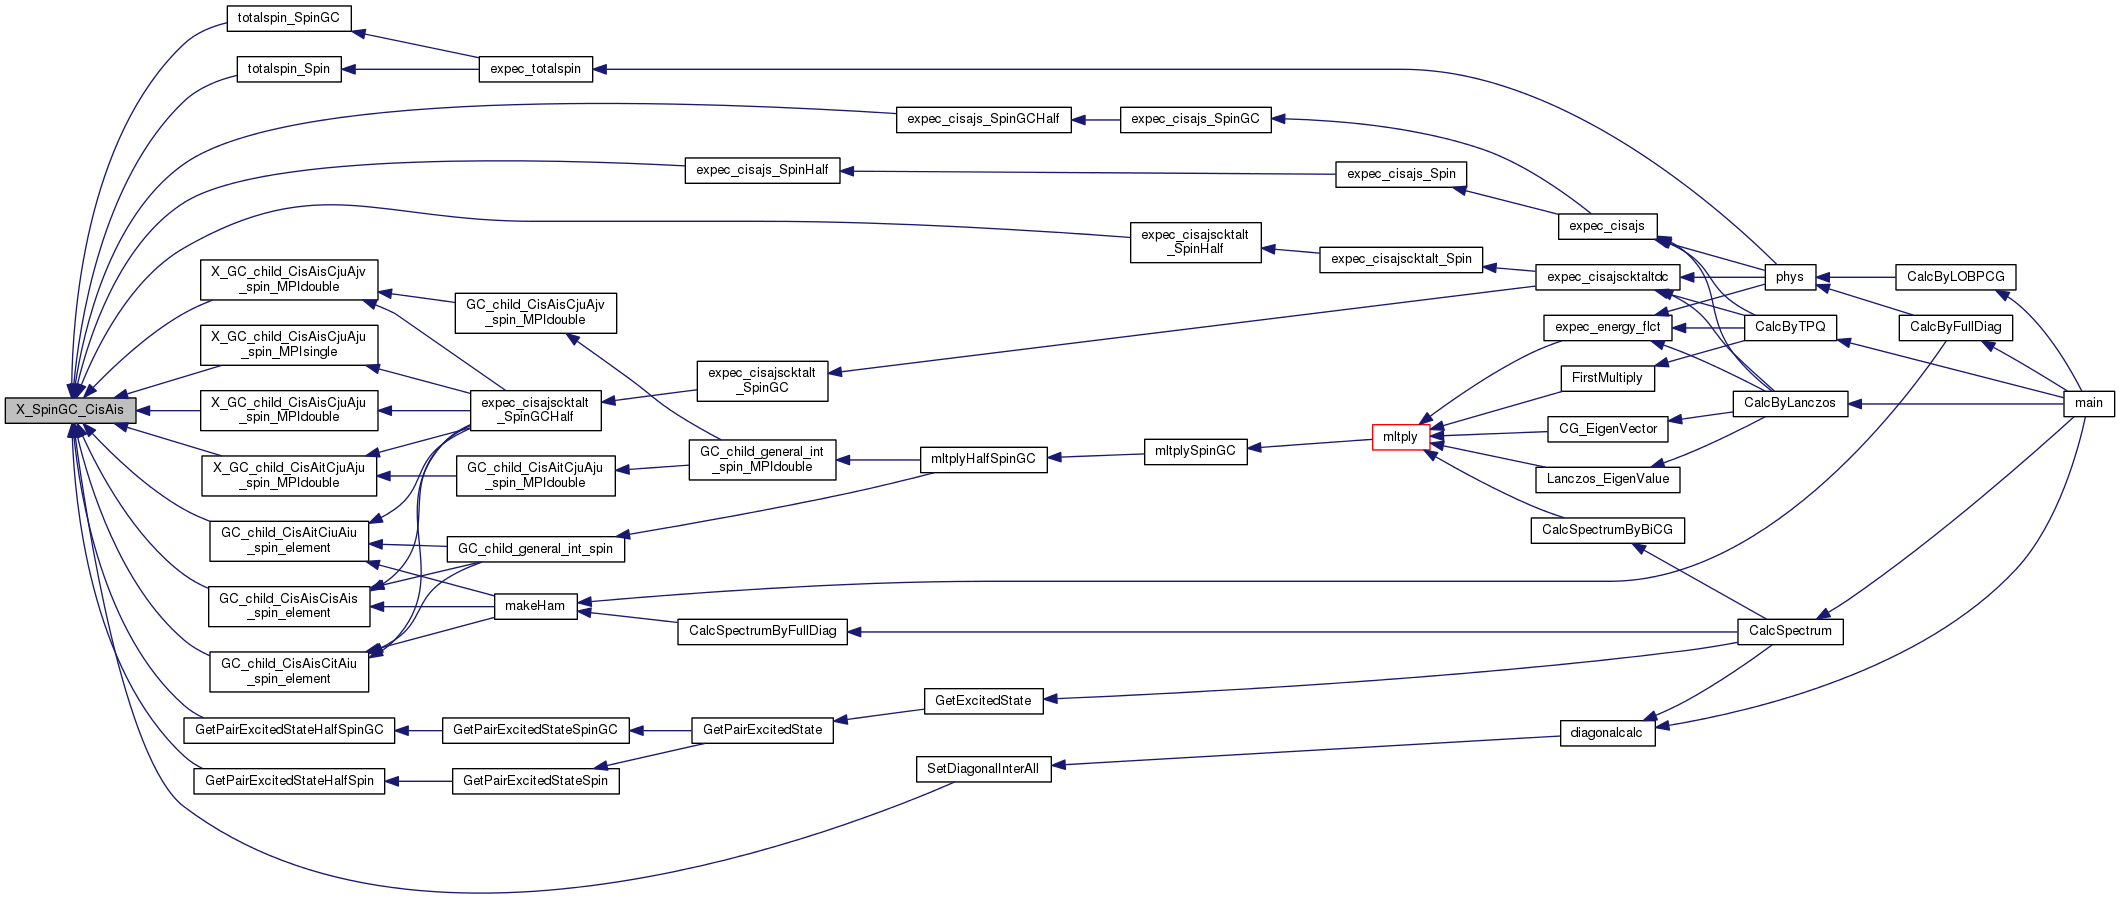 totalspin_SpinGC
totalspin_Spin
expec_totalspin
expec_cisajs_SpinGCHalf
expec_cisajs_SpinGC
expec_cisajs_SpinHalf
expec_cisajs_Spin
expec_cisajs
expec_cisajscktalt
_SpinHalf
expec_cisajscktalt_Spin
expec_cisajscktaltdc
phys
CalcByLOBPCG
X_GC_child_CisAisCjuAjv
_spin_MPIdouble
GC_child_CisAisCjuAjv
_spin_MPIdouble
expec_energy_flct
CalcByTPQ
CalcByFullDiag
X_GC_child_CisAisCjuAju
_spin_MPIsingle
expec_cisajscktalt
_SpinGC
FirstMultiply
X_SpinGC_CisAis
X_GC_child_CisAisCjuAju
_spin_MPIdouble
expec_cisajscktalt
_SpinGCHalf
CalcByLanczos
main
mltply
CG_EigenVector
X_GC_child_CisAitCjuAju
_spin_MPIdouble
GC_child_CisAitCjuAju
_spin_MPIdouble
GC_child_general_int
_spin_MPIdouble
mltplyHalfSpinGC
mltplySpinGC
Lanczos_EigenValue
GC_child_CisAitCiuAiu
_spin_element
GC_child_general_int_spin
CalcSpectrumByBiCG
GC_child_CisAisCisAis
_spin_element
makeHam
CalcSpectrumByFullDiag
CalcSpectrum
GC_child_CisAisCitAiu
_spin_element
GetPairExcitedStateHalfSpinGC
GetPairExcitedStateSpinGC
GetPairExcitedState
GetExcitedState
diagonalcalc
GetPairExcitedStateHalfSpin
GetPairExcitedStateSpin
SetDiagonalInterAll